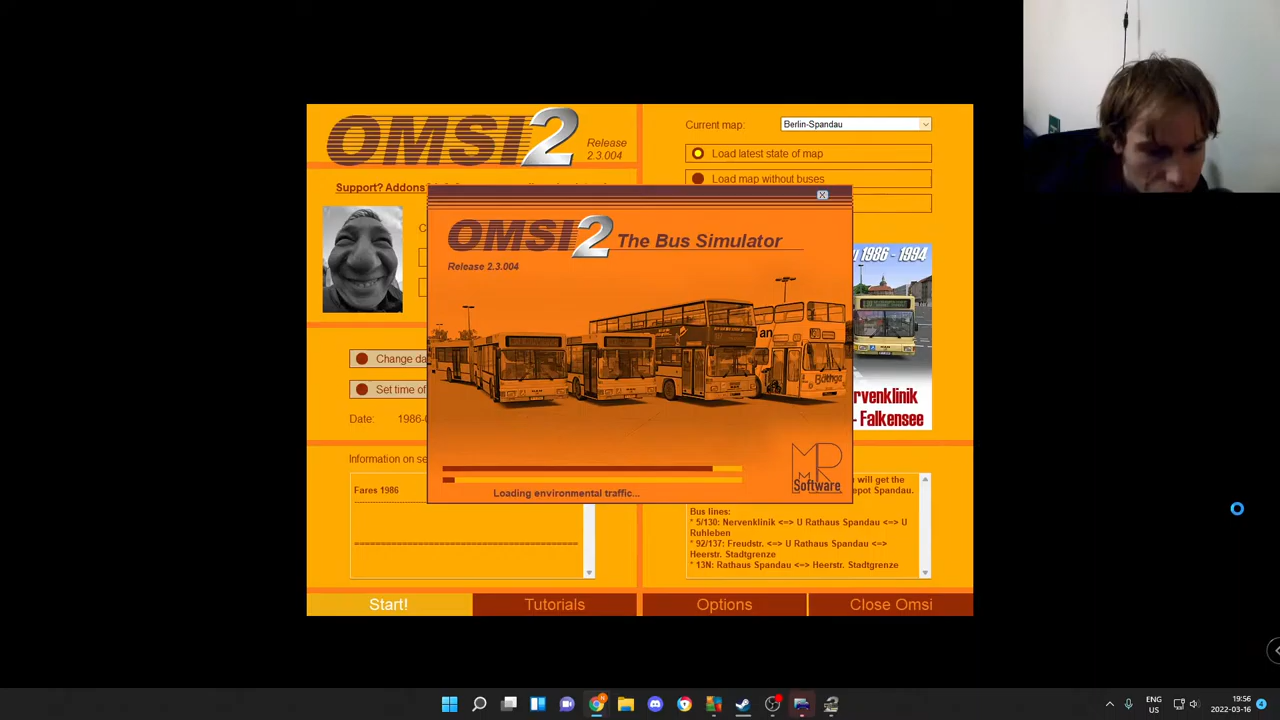 OMSI 2
Release
2.3.004
Support? Addons
Current map:
Berlin-Spandau
Load latest state of map
Load map without buses
OMSI 2 The Bus Simulator
Release 2.3.004
1986 - 1994
Change da
Set time of
Date:
1986-0
ervenklinik
- Falkensee
MR
Software
Loading environmental traffic...
Information on se
Fares 1986
will get the
epot Spandau.
Bus lines:
* 5/130: Nervenklinik <=> U Rathaus Spandau <=> U
Ruhleben
* 92/137: Freudstr. <=> U Rathaus Spandau <=>
Heerstr. Stadtgrenze
* 13N: Rathaus Spandau <=> Heerstr. Stadtgrenze
Start!
Tutorials
Options
Close Omsi
ENG
US
19:56
2022-03-16